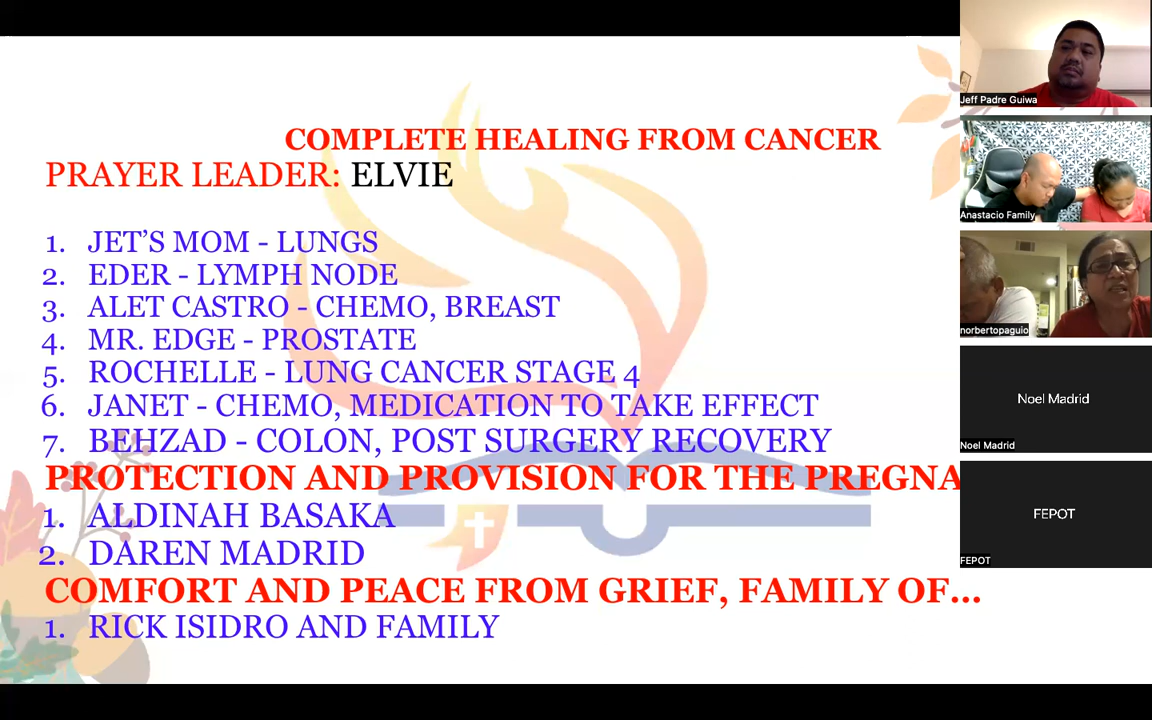 COMPLETE HEALING FROM CANCER
PRAYER LEADER: ELVIE
1. JET’S MOM - LUNGS
2. EDER - LYMPH NODE
3. ALET CASTRO - CHEMO, BREAST
4. MR. EDGE - PROSTATE
5. ROCHELLE - LUNG CANCER STAGE 4
6. JANET - CHEMO, MEDICATION TO TAKE EFFECT
7. BEHZAD - COLON, POST SURGERY RECOVERY
PROTECTION AND PROVISION FOR THE PREGNA
1. ALDINAH BASAKA
2. DAREN MADRID
COMFORT AND PEACE FROM GRIEF, FAMILY OF…
1. RICK ISIDRO AND FAMILY
Jeff Padre Guiwa
Anastacio Family
norbertopaguio
Noel Madrid
Noel Madrid
FEPOT
FEPOT